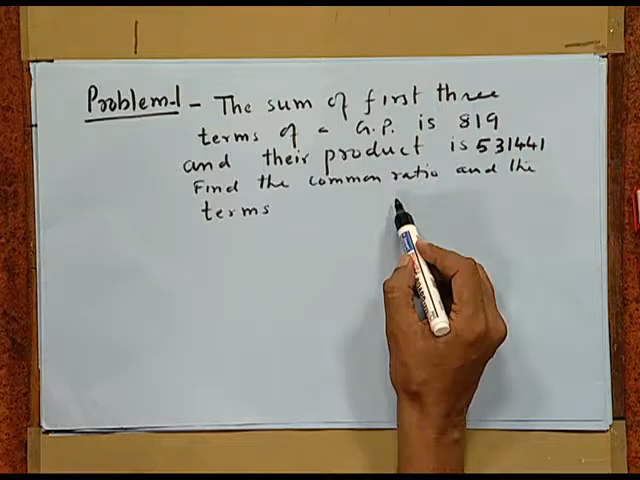 Problem-1 - The sum of first three
terms of a G.P. is 819
and their product is 531441
Find the common ratio and the
terms